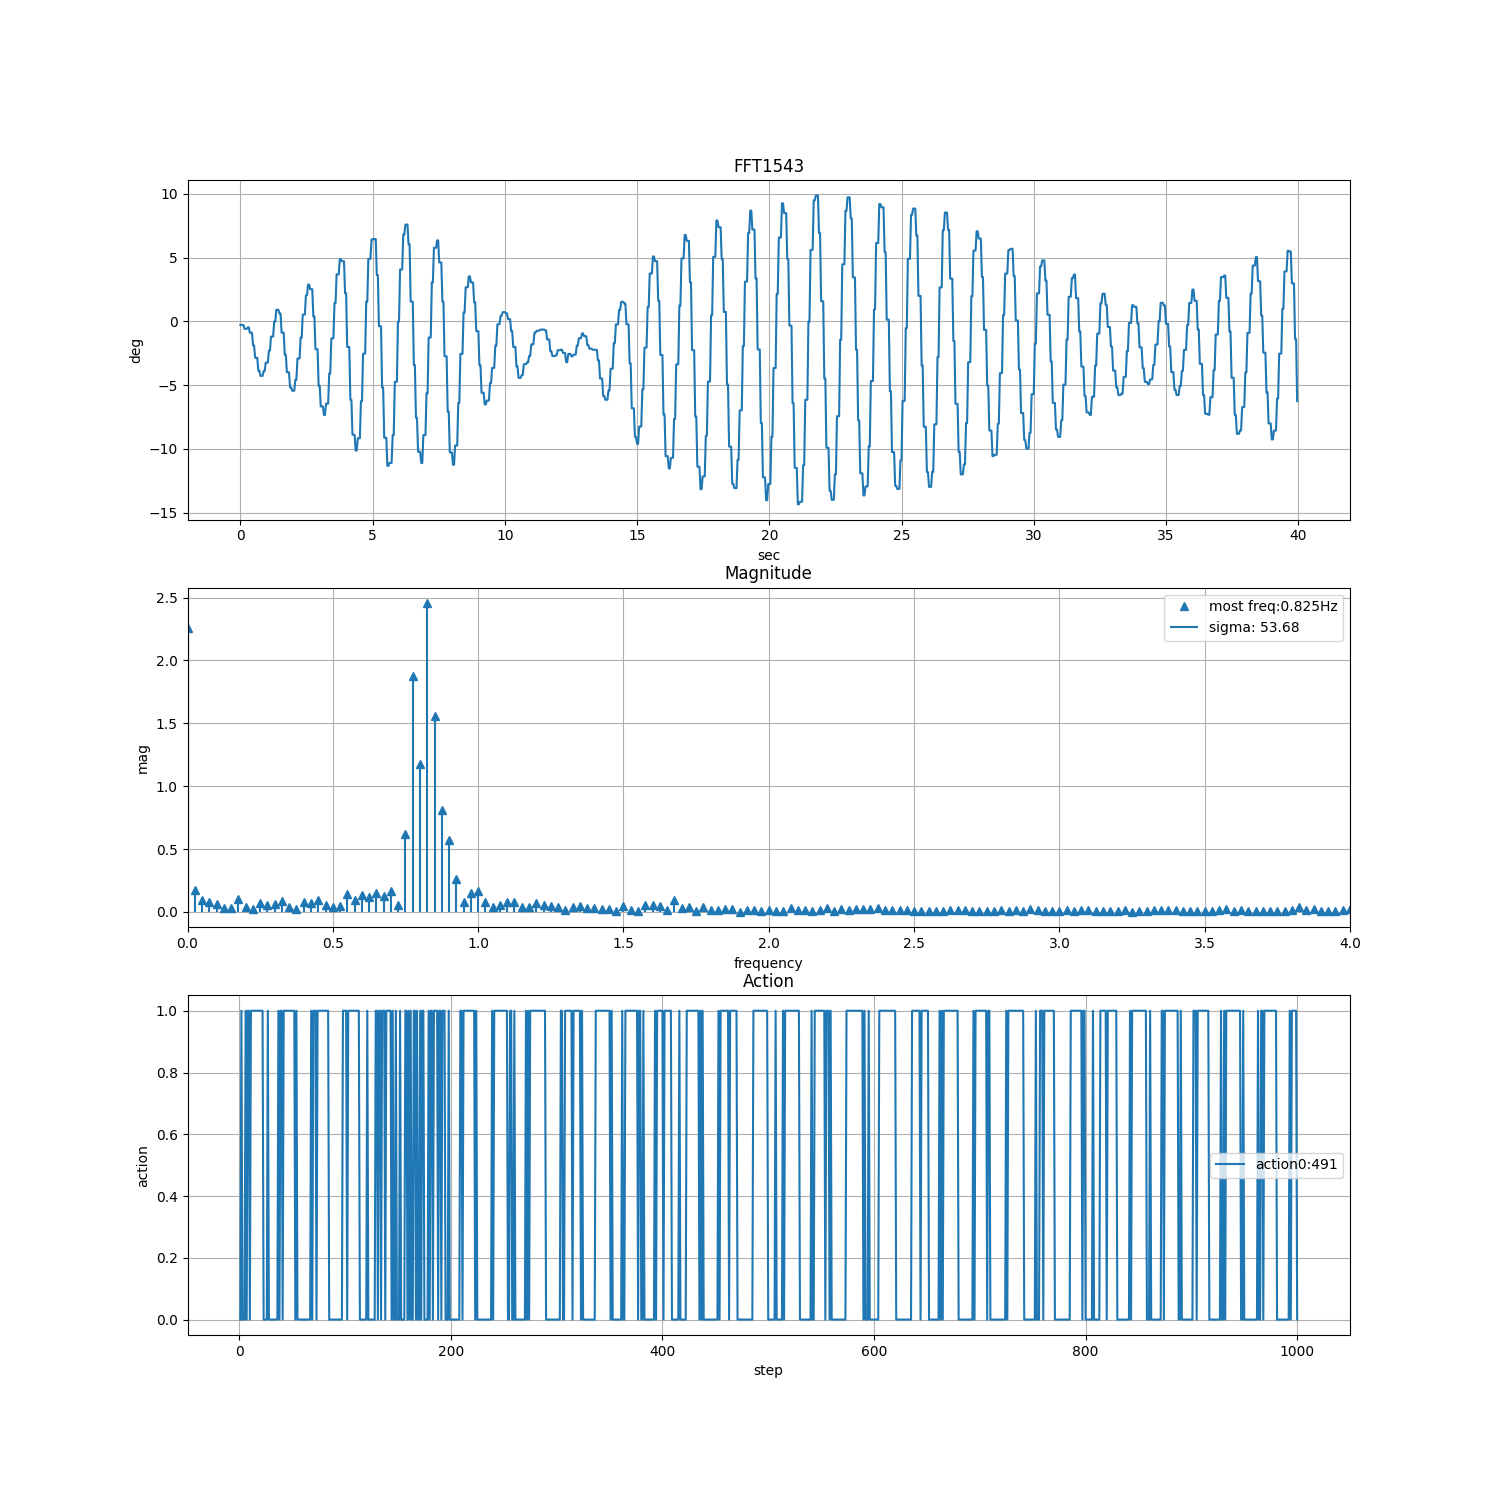 FFT1543
10
5
0
−5
−10
−15
deg
0 5 10 15 20 25 30 35 40
sec
Magnitude
2.5
2.0
1.5
1.0
0.5
0.0
mag
most freq:0.825Hz
sigma: 53.68
0.0 0.5 1.0 1.5 2.0 2.5 3.0 3.5 4.0
frequency
Action
1.0
0.8
0.6
0.4
0.2
0.0
action
action0:491
0 200 400 600 800 1000
step